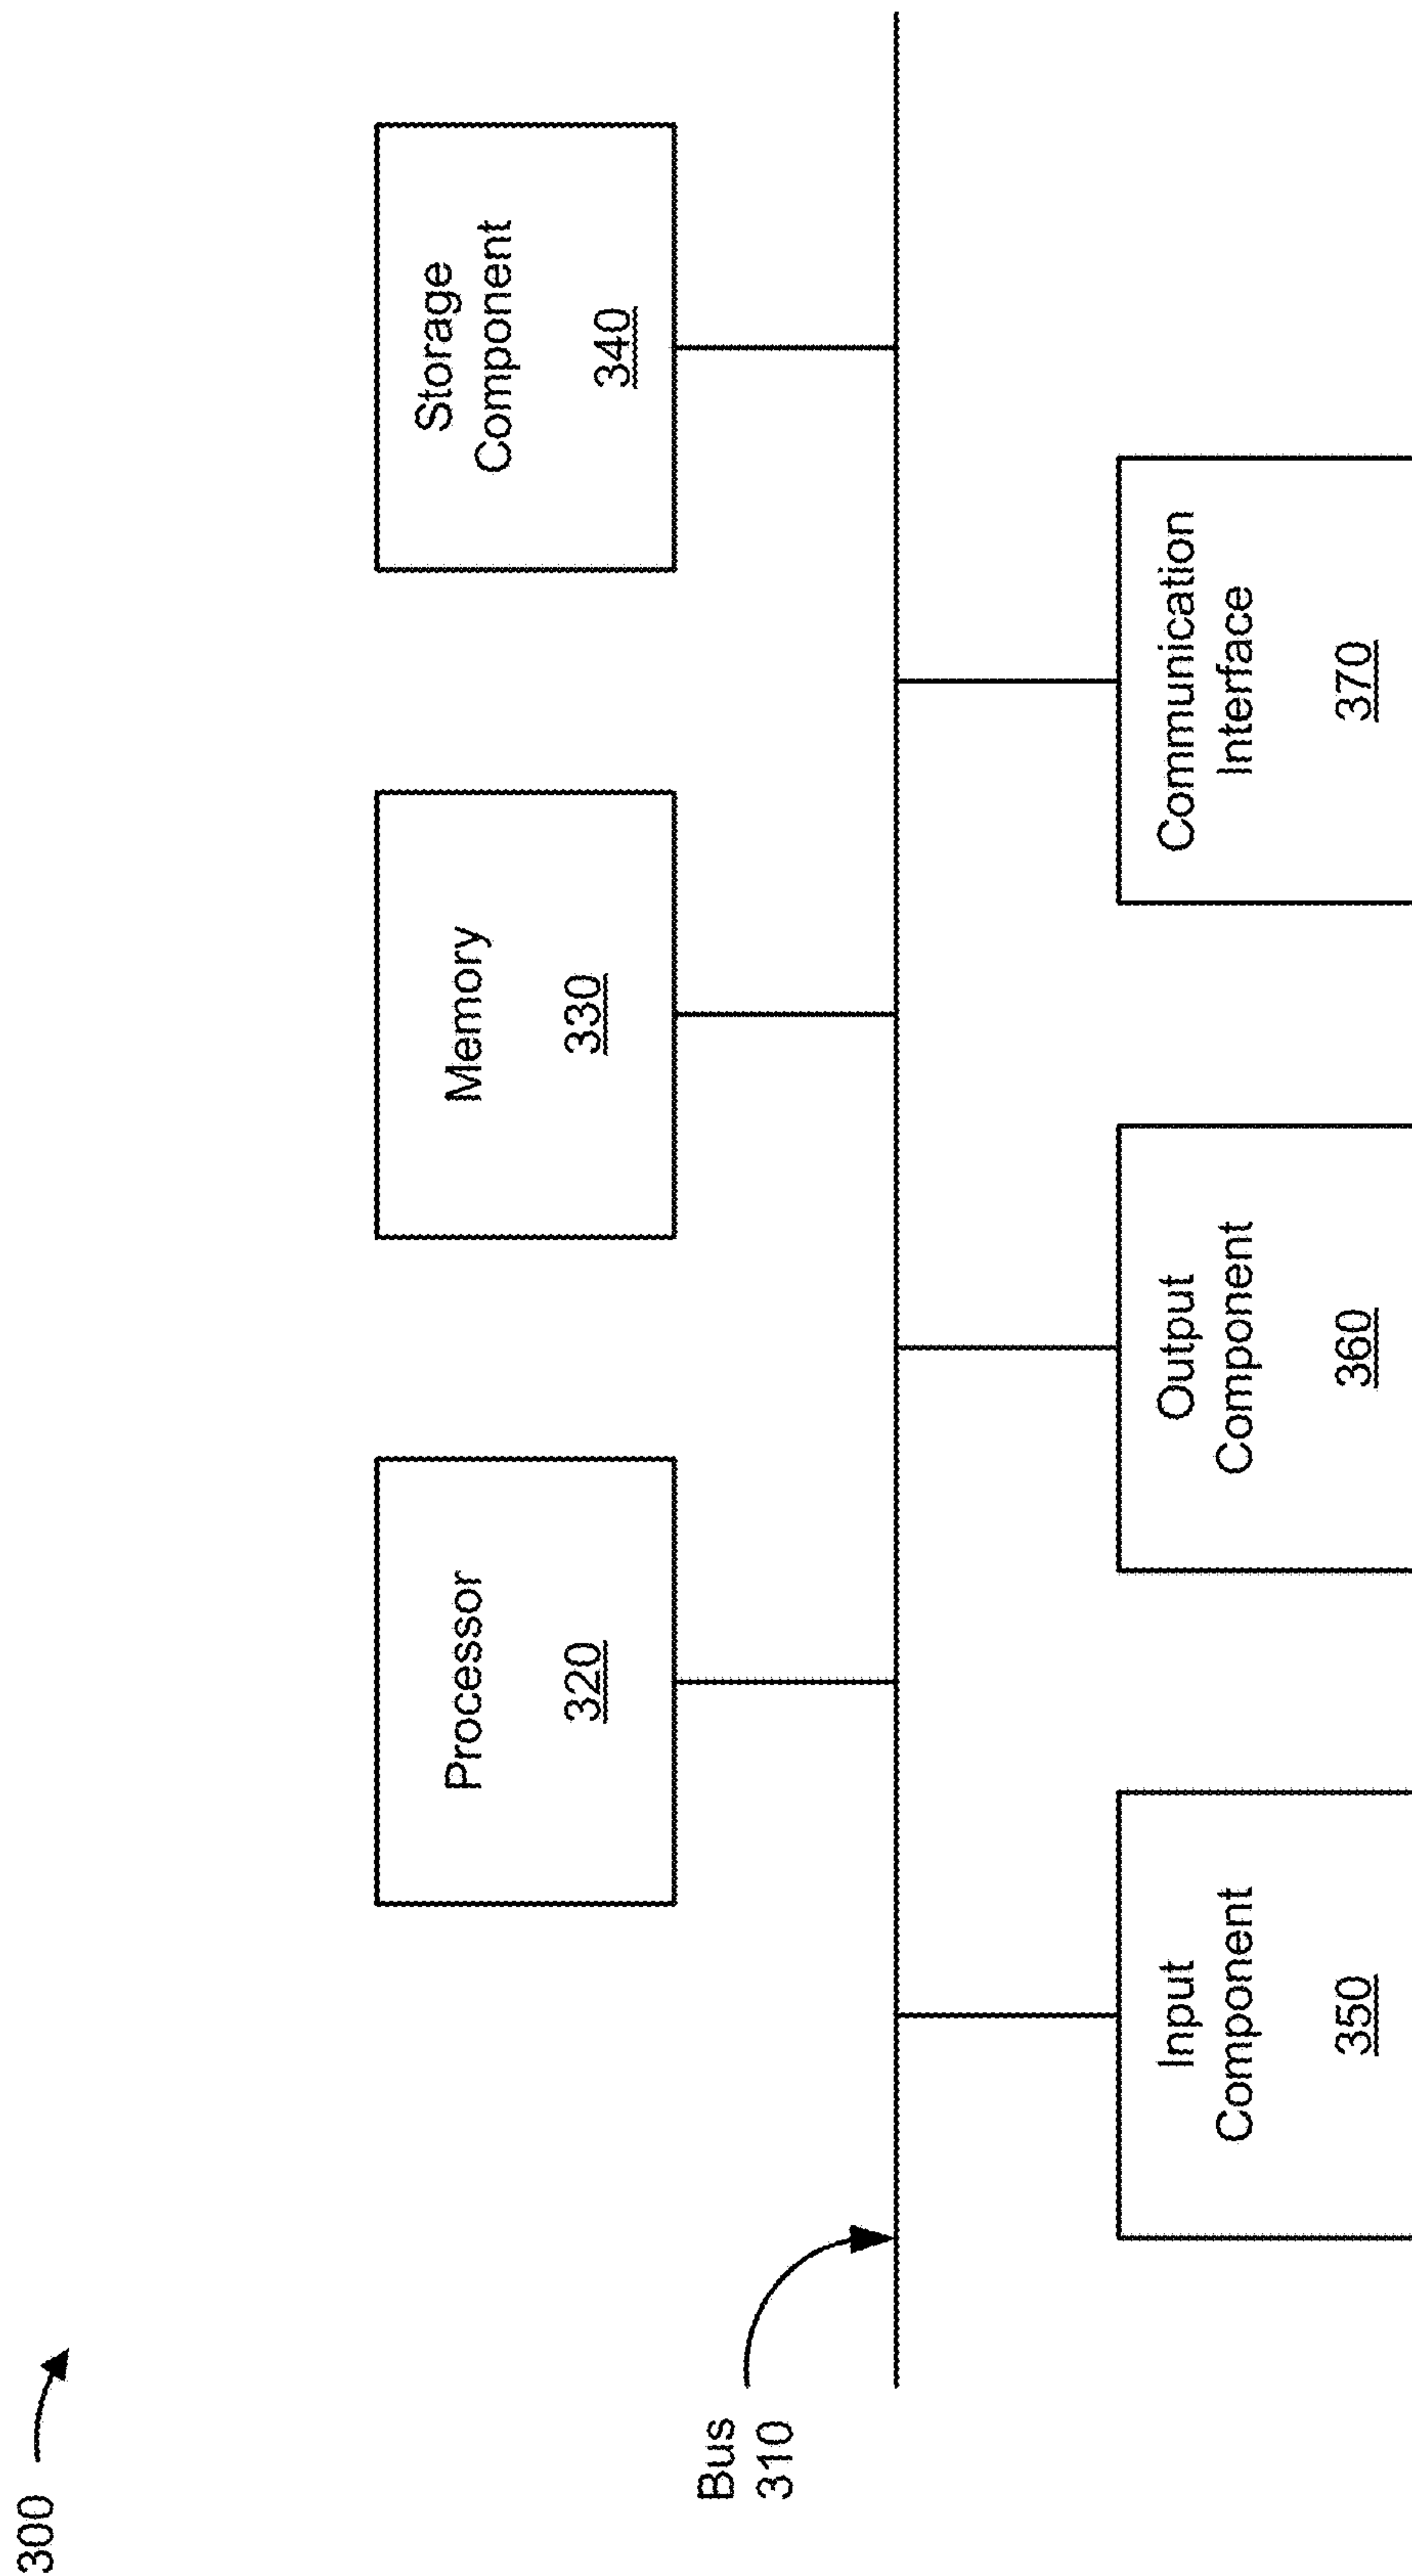 300
Processor
320
Memory
330
Storage
Component
340
Bus
310
Input
Component
350
Output
Component
360
Communication
Interface
370